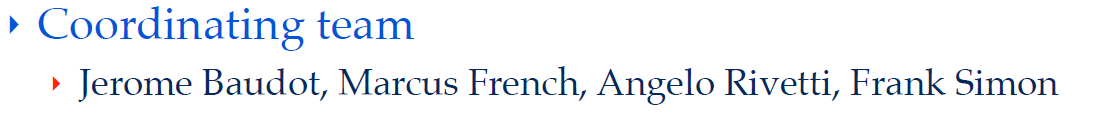 Coordinating team
Jerome Baudot, Marcus French, Angelo Rivetti, Frank Simon